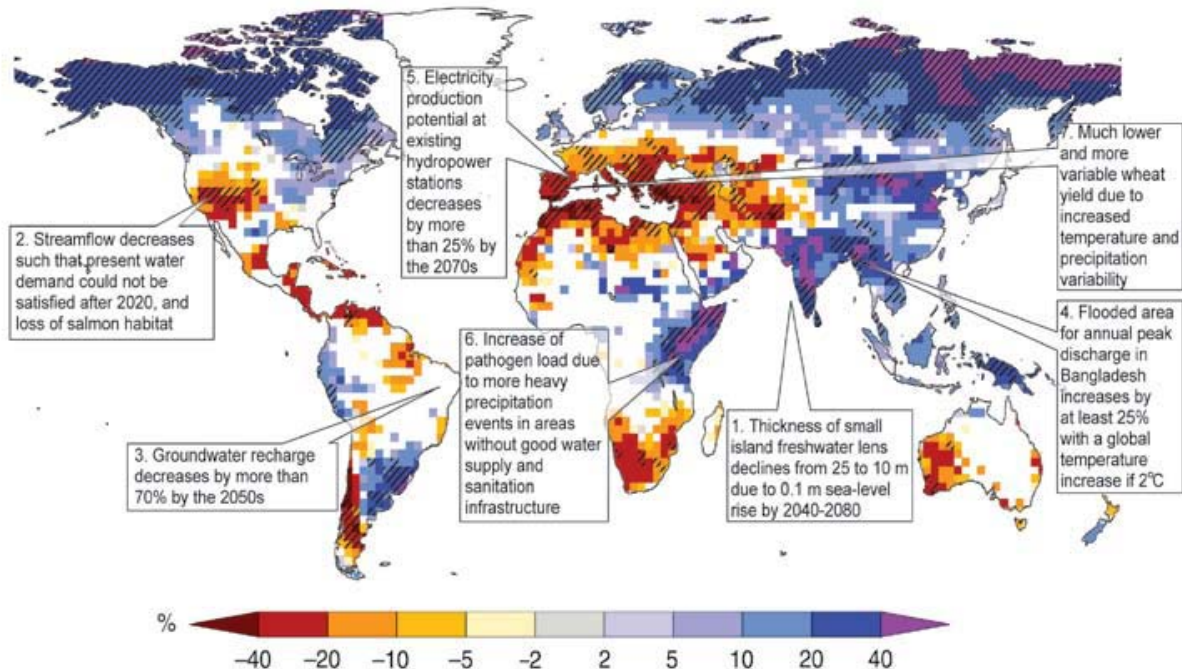 5. Electricity
production
potential at
existing
hydropower
stations
decreases
by more
than 25% by
the 2070s
7. Much lower
and more
variable wheat
yield due to
increased
temperature and
precipitation
variability
2. Streamflow decreases
such that present water
demand could not be
satisfied after 2020, and
loss of salmon habitat
4. Flooded area
for annual peak
discharge in
Bangladesh
increases by
at least 25%
with a global
temperature
increase if 2°C
6. Increase of
pathogen load due
to more heavy
precipitation
events in areas
without good water
supply and
sanitation
infrastructure
1. Thickness of small
island freshwater lens
declines from 25 to 10 m
due to 0.1 m sea-level
rise by 2040-2080
3. Groundwater recharge
decreases by more than
70% by the 2050s
%
–40 –20 –10 –5 –2 2 5 10 20 40